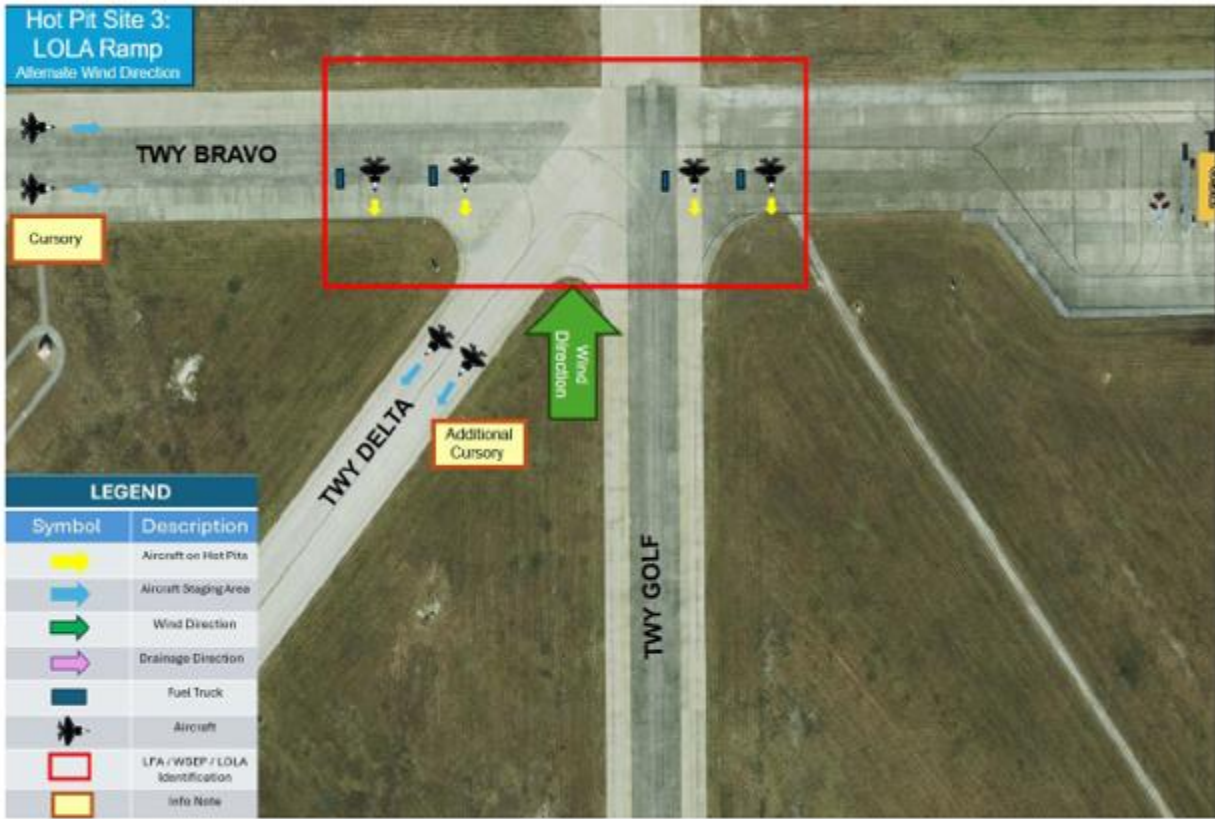 Hot Pit Site 3:
LOLA Ramp
Alternate Wind Direction
TWY BRAVO
Cursory
Wind
Direction
TWY DELTA
Additional
Cursory
TWY GOLF
LEGEND
Symbol Description
Aircraft on Hot Pits
Aircraft Staging Area
Wind Direction
Drainage Direction
Fuel Truck
Aircraft
LFA / WSEP / LOLA
Identification
Info Note